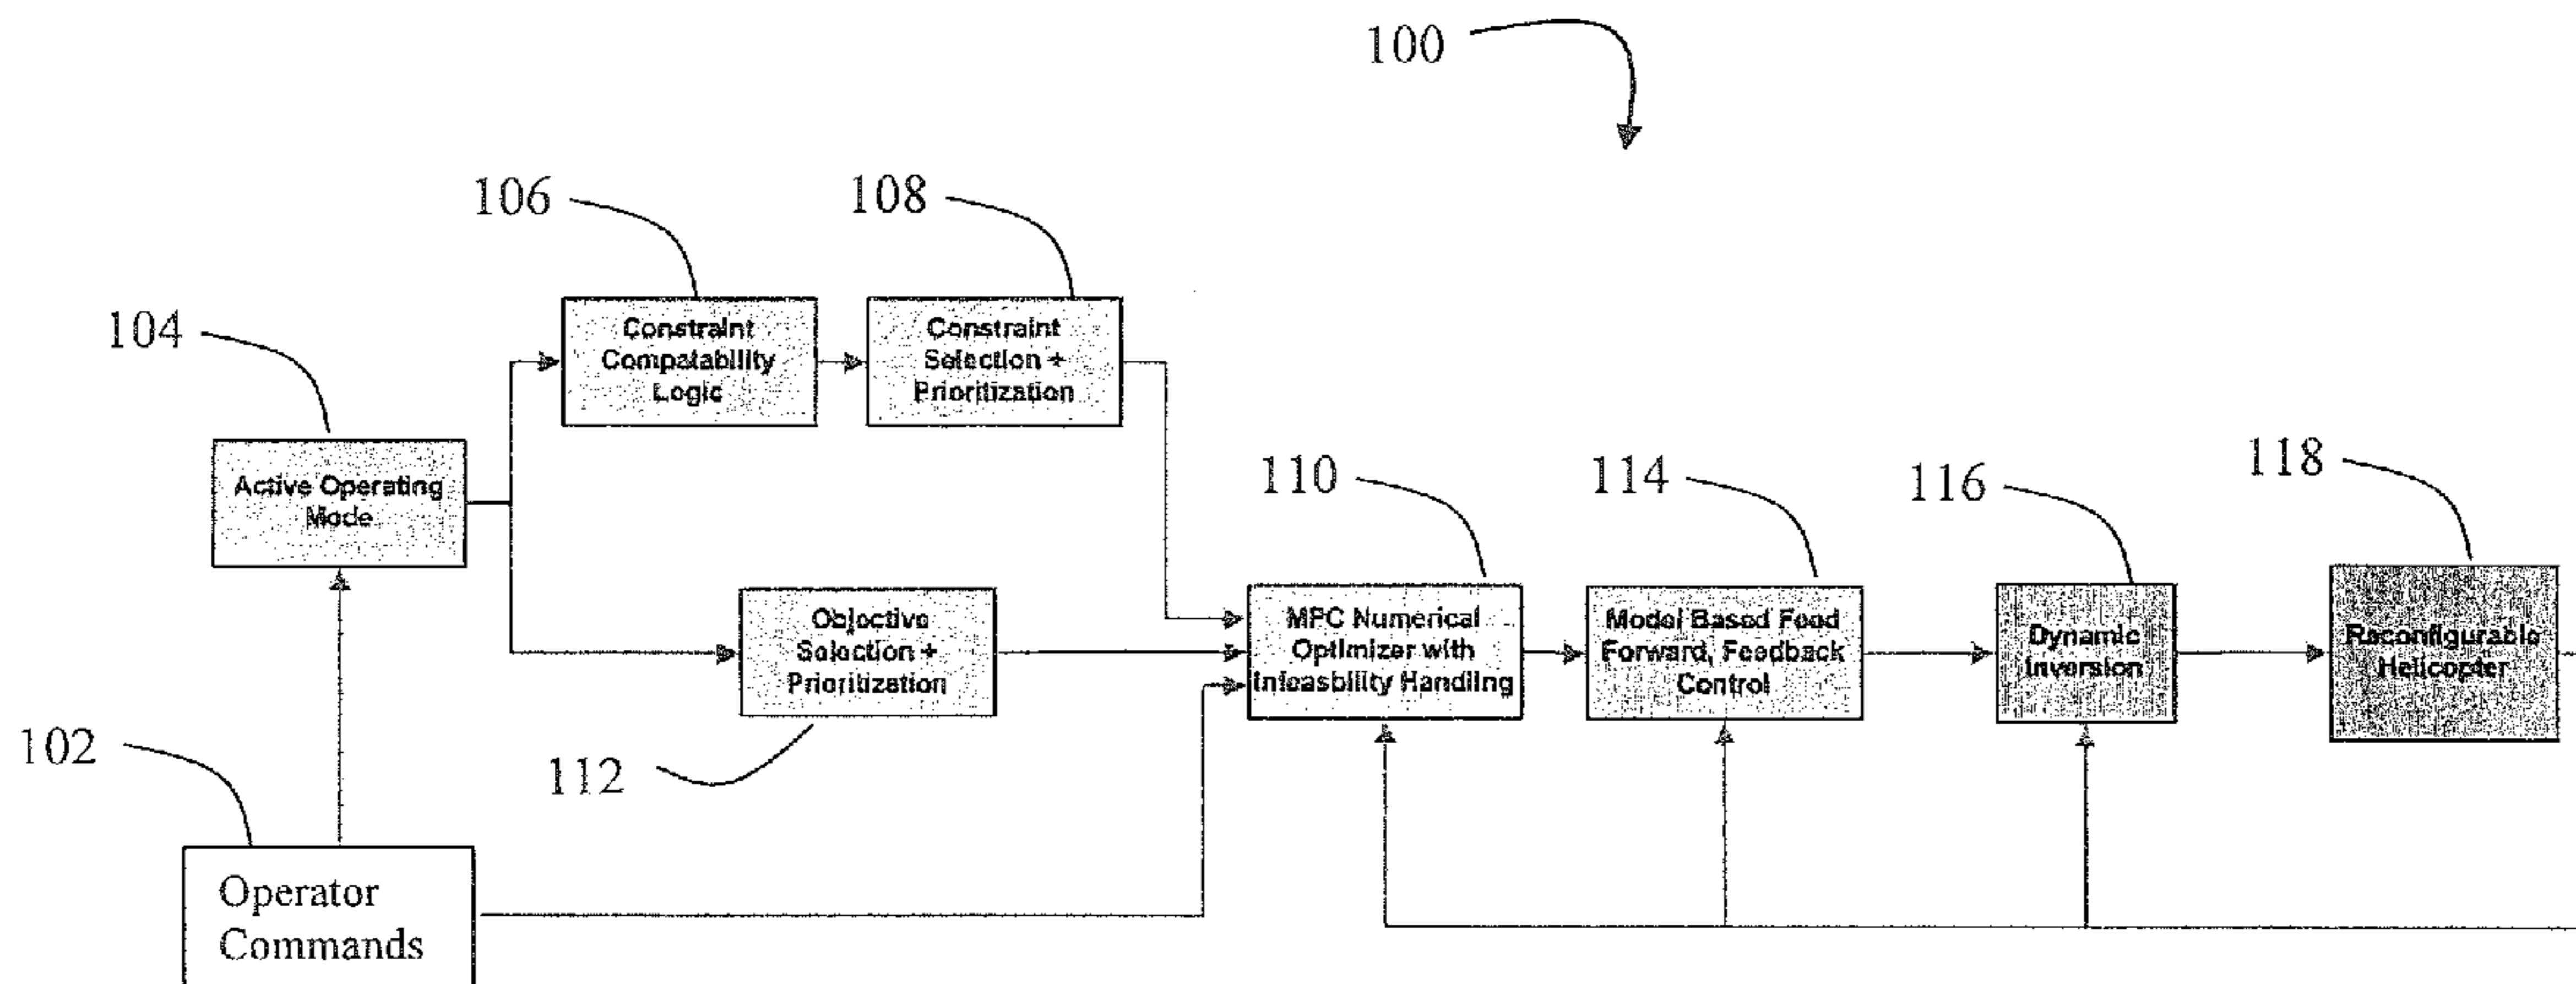 100
106
108
104
Constraint
Compatability
Logic
Constraint
Selection +
Prioritization
Active Operating
Mode
110
114
116
118
Objective
Selection +
Prioritization
MPC Numerical
Optimizer with
Infeasbility Handling
Model Based Feed
Forward, Feedback
Control
Dynamic
Inversion
Reconfigurable
Helicopter
102
112
Operator
Commands